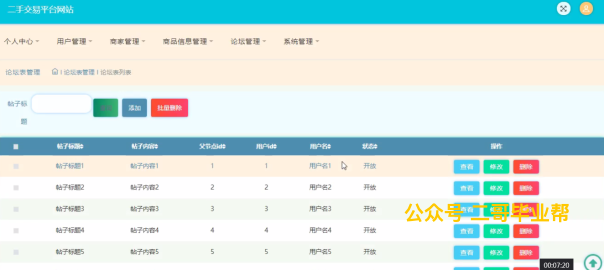 二手交易平台网站
个人中心 用户管理 商家管理 商品信息管理 论坛管理 系统管理
论坛表管理 论坛表管理 论坛表列表
帖子标题
添加 批量删除
帖子标题 帖子内容 父节点id 用户id 用户名 状态 操作
帖子标题1 帖子内容1 1 1 用户名1 开放 查看 修改 删除
帖子标题2 帖子内容2 2 2 用户名2 开放 查看 修改 删除
帖子标题3 帖子内容3 3 3 用户名3 开放 查看 修改 删除
公众号 二哥毕业帮
帖子标题4 帖子内容4 4 4 用户名4 开放 查看 修改 删除
帖子标题5 帖子内容5 5 5 用户名5 开放 查看 修改 删除
00:07:20